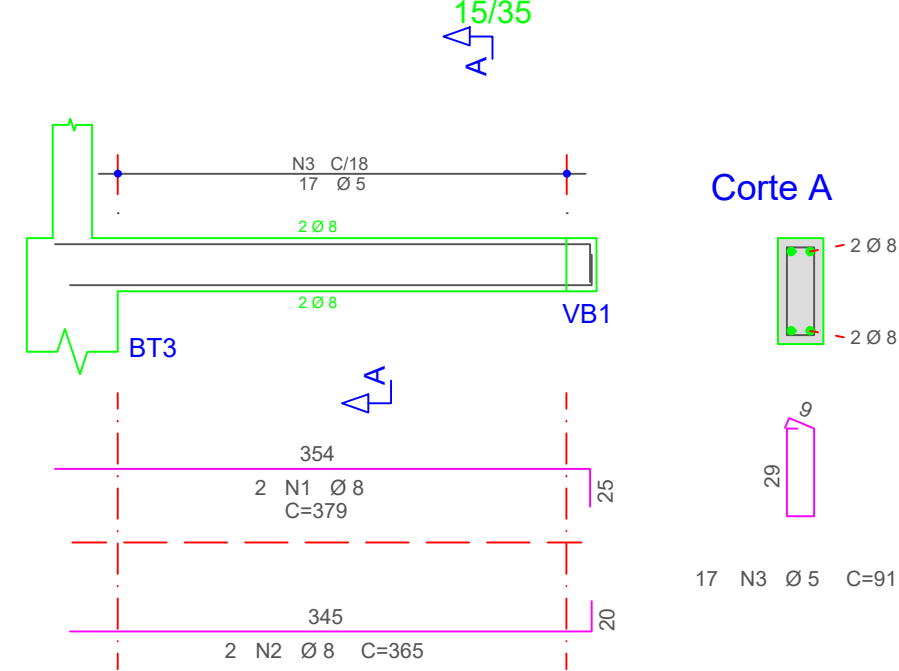 15/35
A
N3 C/18
17 Ø 5
Corte A
2 Ø 8
2 Ø 8
2 Ø 8
VB1
2 Ø 8
BT3
A
9
354
2 N1 Ø 8
C=379
25
29
17 N3 Ø 5 C=91
345
20
2 N2 Ø 8 C=365